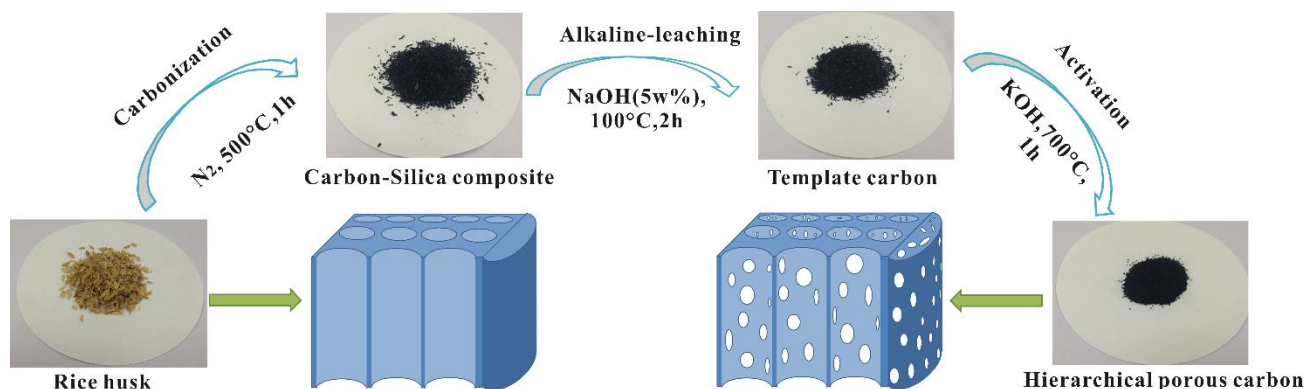 Carbonization
N2, 500°C,1h
Carbon-Silica composite
Alkaline-leaching
NaOH(5w%),
100°C,2h
Template carbon
Activation
KOH,700°C,
1h
Rice husk
Hierarchical porous carbon